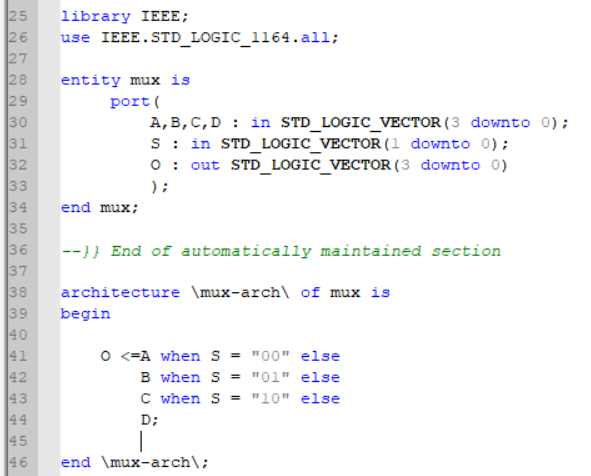 25 library IEEE;
26 use IEEE.STD_LOGIC_1164.all;
27
28 entity mux is
29 port(
30 A,B,C,D : in STD_LOGIC_VECTOR(3 downto 0);
31 S : in STD_LOGIC_VECTOR(1 downto 0);
32 O : out STD_LOGIC_VECTOR(3 downto 0)
33 );
34 end mux;
35
36 --}} End of automatically maintained section
37
38 architecture \mux-arch\ of mux is
39 begin
40
41 O <=A when S = "00" else
42 B when S = "01" else
43 C when S = "10" else
44 D;
45
46 end \mux-arch\;